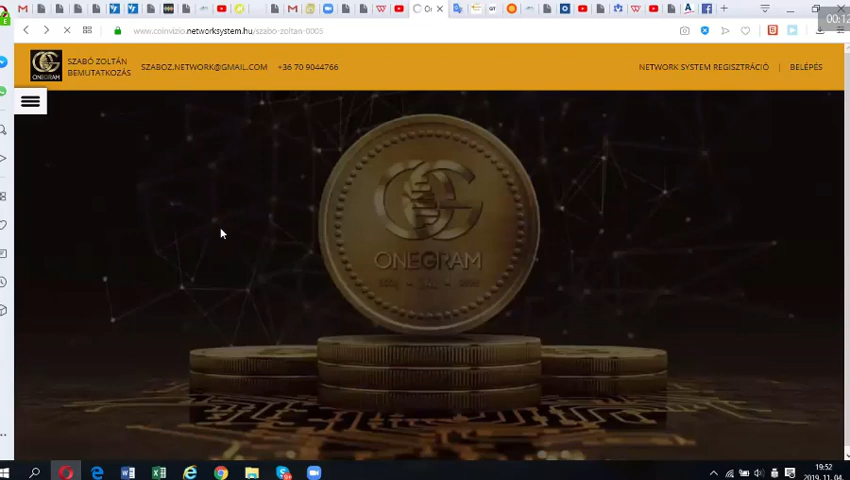 00:12
www.coinvizio.networksystem.hu/szabo-zoltan-0005
ONEGRAM
SZABÓ ZOLTÁN
BEMUTATKOZÁS
SZABOZ.NETWORK@GMAIL.COM
+36 70 9044766
NETWORK SYSTEM REGISZTRÁCIÓ | BELÉPÉS
ONEGRAM
19:52
2019. 11. 04.